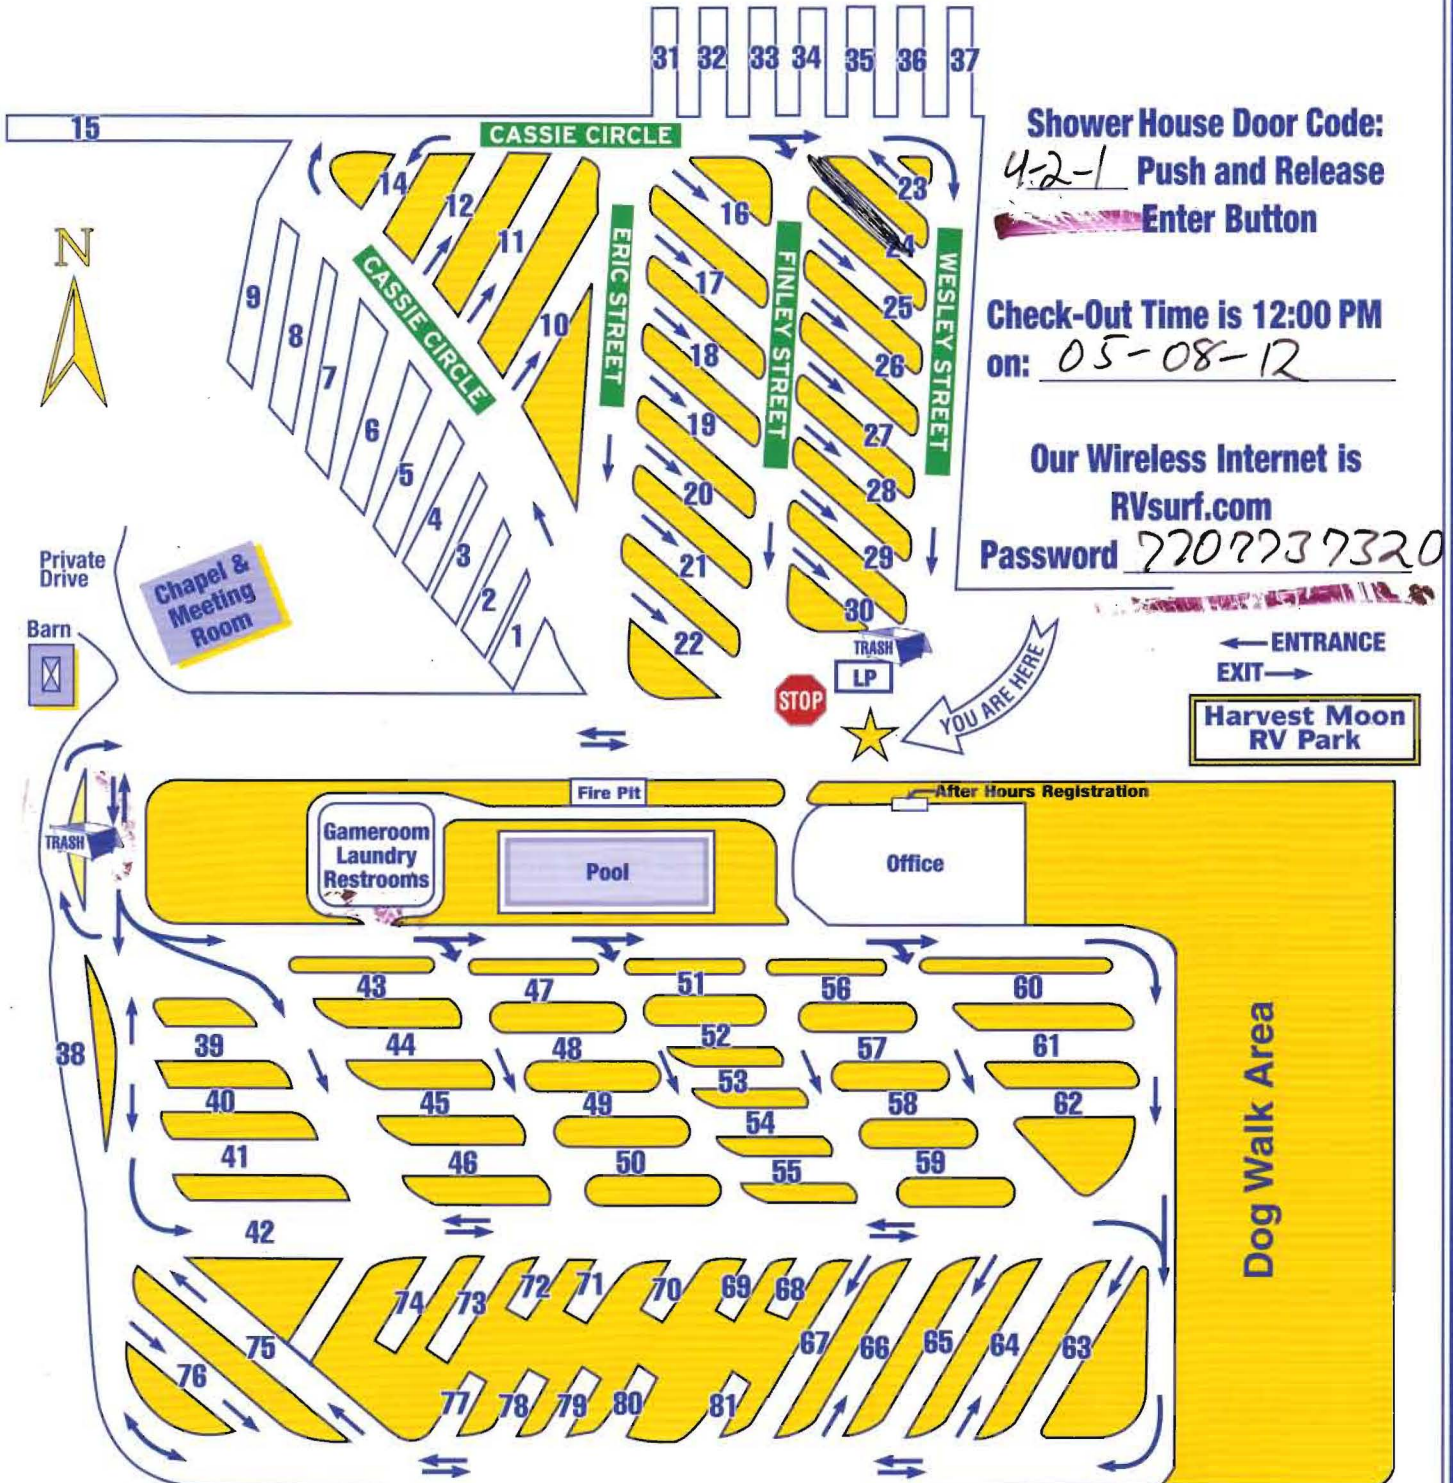 31 32 33 34 35 36 37
15
CASSIE CIRCLE
Shower House Door Code:
4-2-1 Push and Release
Enter Button
14
12
11
10
23
16
24
N
9
8
7
6
5
4
3
2
1
CASSIE CIRCLE
ERIC STREET
17
18
19
20
21
22
FINLEY STREET
25
26
27
28
29
30
WESLEY STREET
Check-Out Time is 12:00 PM
on: 05-08-12
Our Wireless Internet is
RVsurf.com
Password 7707737320
Private
Drive
Chapel &
Meeting
Room
Barn
TRASH
LP
STOP
YOU ARE HERE
ENTRANCE
EXIT
Harvest Moon
RV Park
Fire Pit
After Hours Registration
TRASH
Gameroom
Laundry
Restrooms
Pool
Office
43 47 51 56 60
38 39 44 48 52 57 61
53
40 45 49 54 58 62
41 46 50 55 59
42
Dog Walk Area
74 73 72 71 70 69 68
75 67 66 65 64 63
76
77 78 79 80 81